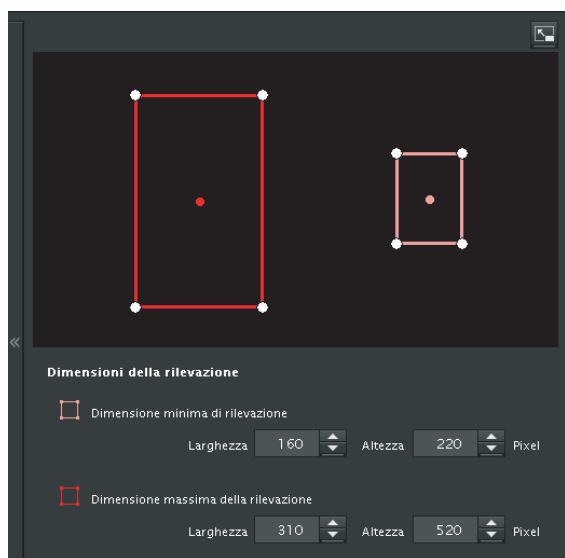 Dimensioni della rilevazione
Dimensione minima di rilevazione
Larghezza 160 Altezza 220 Pixel
Dimensione massima della rilevazione
Larghezza 310 Altezza 520 Pixel